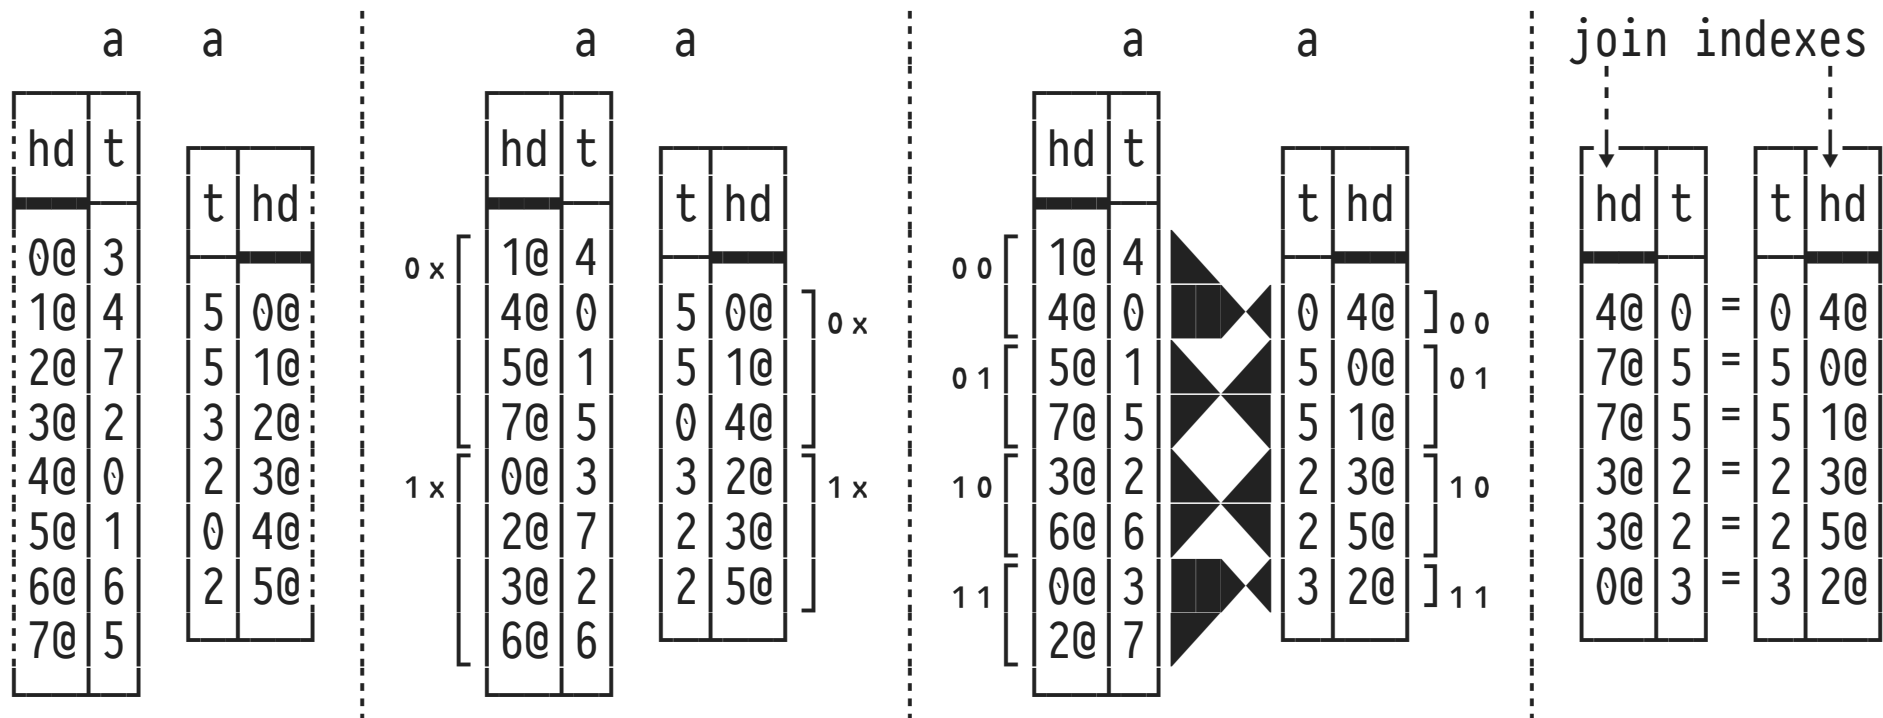 a a
hd t
0@ 3
1@ 4
2@ 7
3@ 2
4@ 0
5@ 1
6@ 6
7@ 5
t hd
5 0@
5 1@
3 2@
2 3@
0 4@
2 5@
a a
hd t
0x 1@ 4
4@ 0
5@ 1
7@ 5
1x 0@ 3
2@ 7
3@ 2
6@ 6
t hd
5 0@ 0x
5 1@
0 4@
3 2@ 1x
2 3@
2 5@
a a
hd t
00 1@ 4
4@ 0
01 5@ 1
7@ 5
10 3@ 2
6@ 6
11 0@ 3
2@ 7
t hd
0 4@ 00
5 0@ 01
5 1@
2 3@ 10
2 5@
3 2@ 11
join indexes
hd t t hd
4@ 0 = 0 4@
7@ 5 = 5 0@
7@ 5 = 5 1@
3@ 2 = 2 3@
3@ 2 = 2 5@
0@ 3 = 3 2@